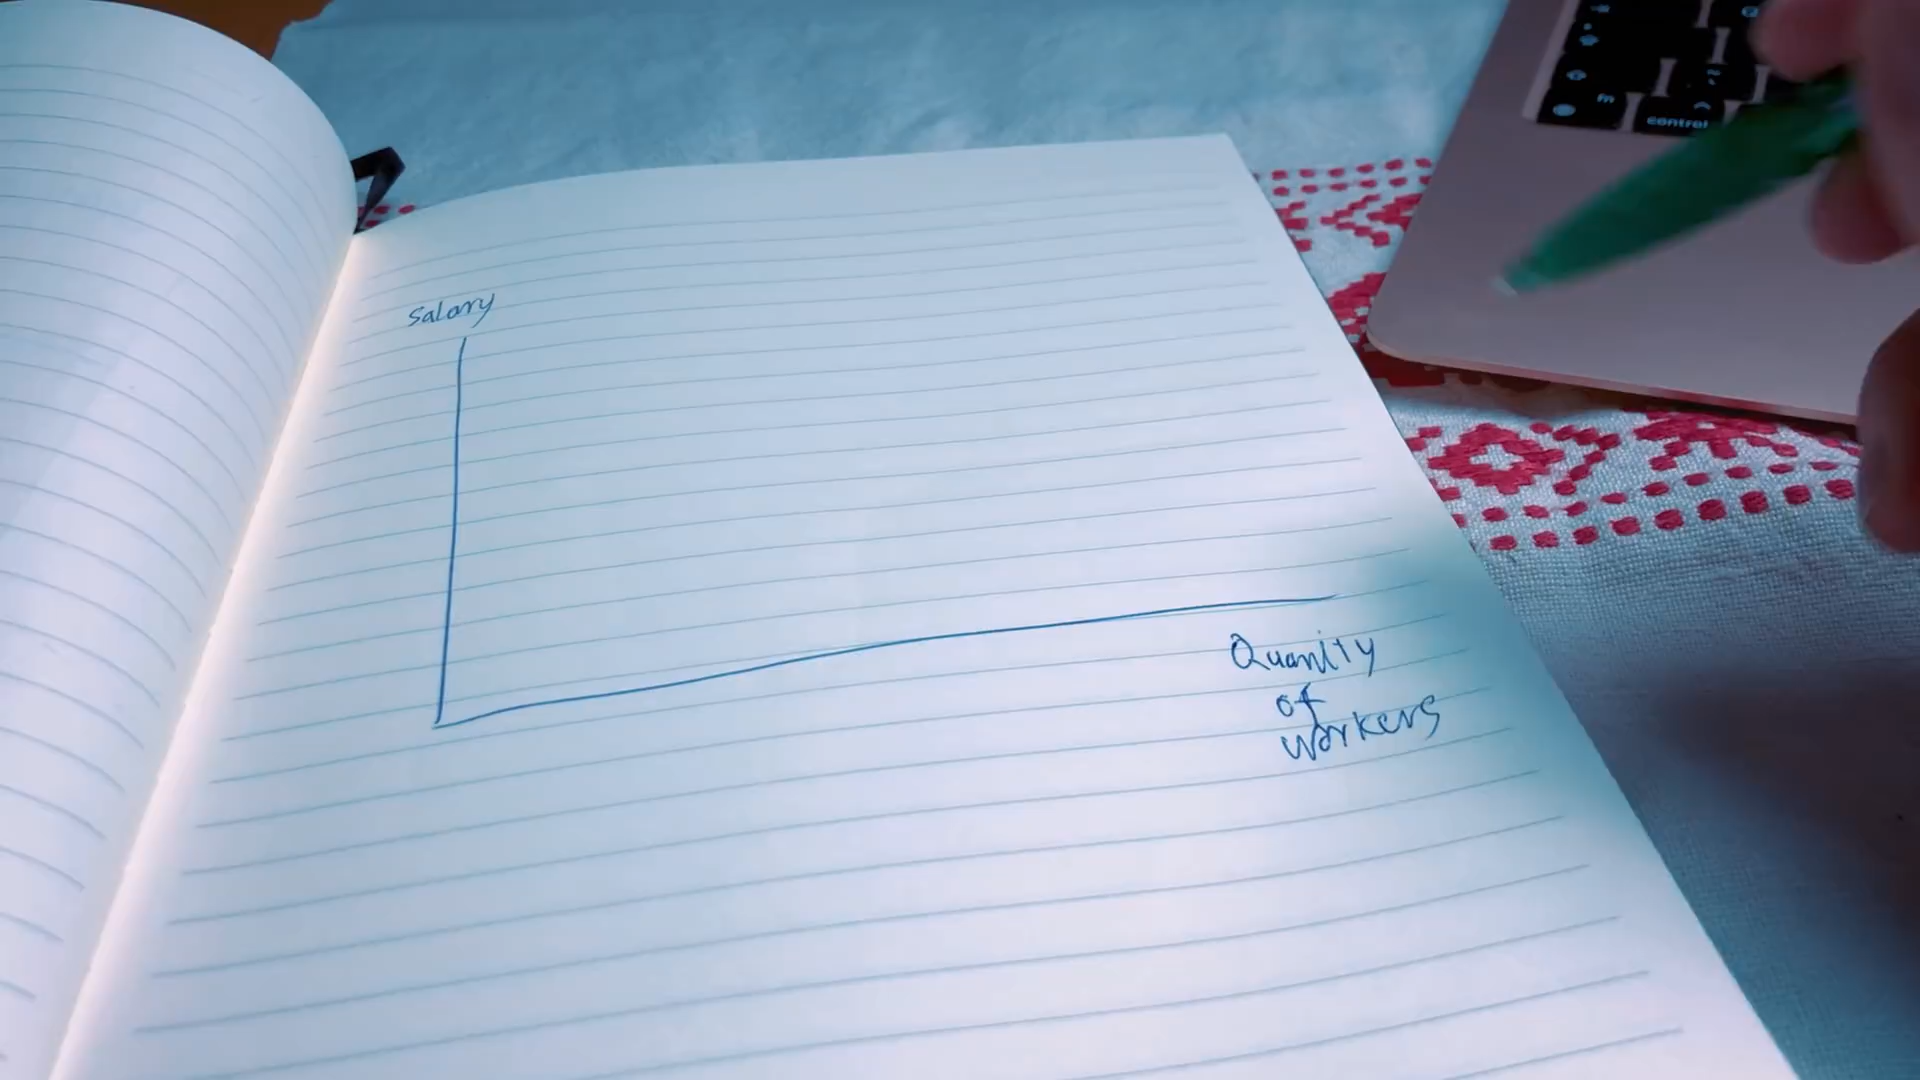 Salary
Quanity
of
workers
fn
control